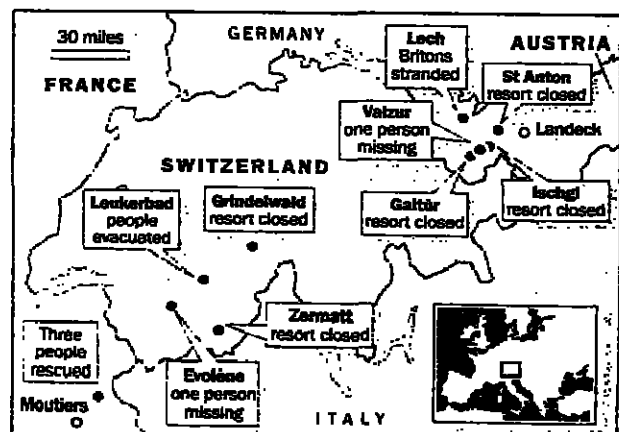 30 miles
GERMANY
Lech
Britons
stranded
AUSTRIA
FRANCE
St Anton
resort closed
Valzur
one person
missing
Landeck
SWITZERLAND
Leukerbad
people
evacuated
Grindelwald
resort closed
Galtür
resort closed
Ischgl
resort closed
Zermatt
resort closed
Three
people
rescued
Evolène
one person
missing
Moutiers
ITALY